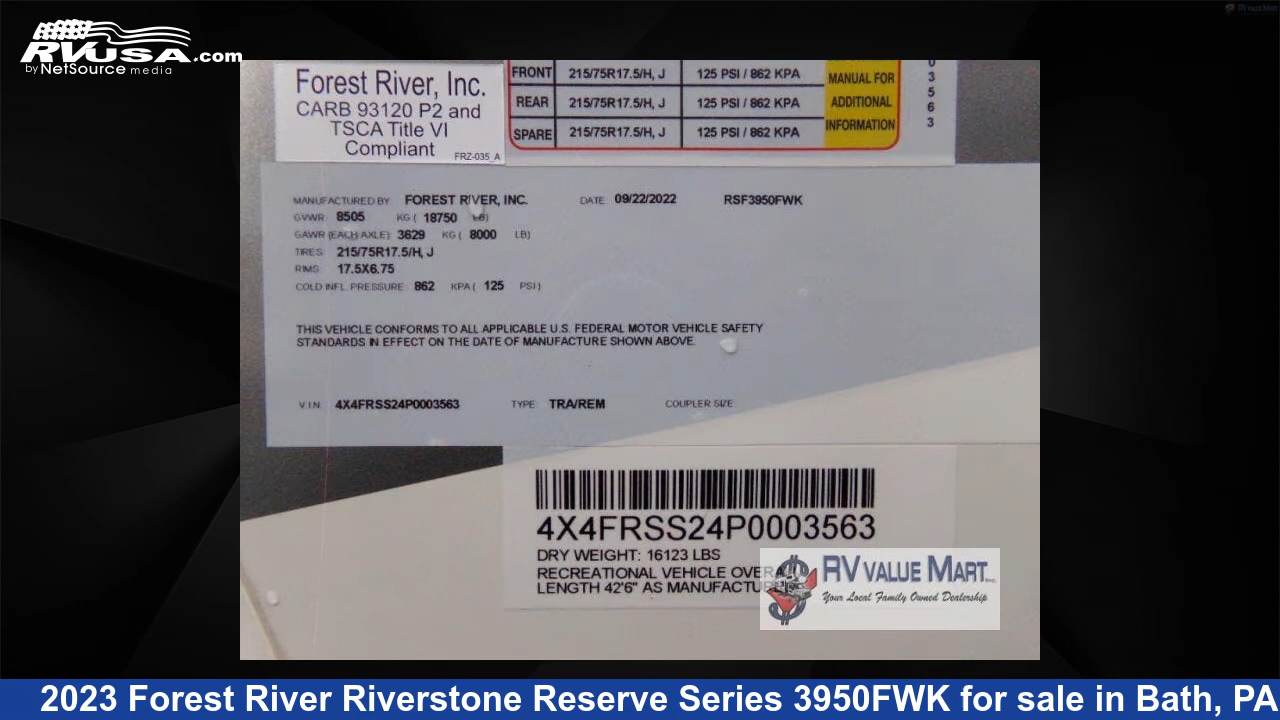 RVUSA.com
by NetSource media
RV Value Mart
Forest River, Inc.
CARB 93120 P2 and
TSCA Title VI
Compliant
FRZ-035_A
FRONT 215/75R17.5/H, J 125 PSI / 862 KPA
REAR 215/75R17.5/H, J 125 PSI / 862 KPA
SPARE 215/75R17.5/H, J 125 PSI / 862 KPA
MANUAL FOR
ADDITIONAL
INFORMATION
0
3
5
6
3
MANUFACTURED BY FOREST RIVER, INC. DATE 09/22/2022 RSF3950FWK
GVWR 8505 KG ( 18750 LB)
GAWR (EACH AXLE) 3629 KG ( 8000 LB)
TIRES 215/75R17.5/H, J
RIMS 17.5X6.75
COLD INFL. PRESSURE 862 KPA ( 125 PSI )
THIS VEHICLE CONFORMS TO ALL APPLICABLE U.S. FEDERAL MOTOR VEHICLE SAFETY
STANDARDS IN EFFECT ON THE DATE OF MANUFACTURE SHOWN ABOVE.
V.I.N. 4X4FRSS24P0003563 TYPE TRA/REM COUPLER SIZE
4X4FRSS24P0003563
DRY WEIGHT: 16123 LBS
RECREATIONAL VEHICLE
LENGTH 42'6" AS
RV VALUE MART INC.
Your Local Family Owned Dealership
2023 Forest River Riverstone Reserve Series 3950FWK for sale in Bath, PA